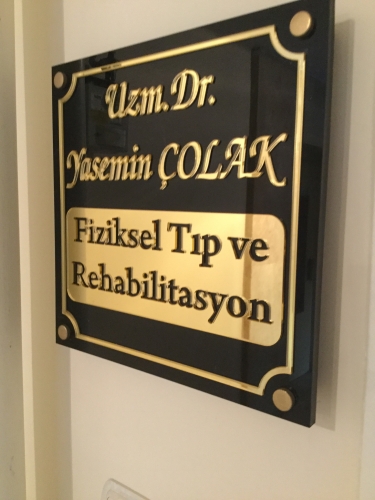 Uzm.Dr.
Yasemin ÇOLAK
Fiziksel Tıp ve
Rehabilitasyon